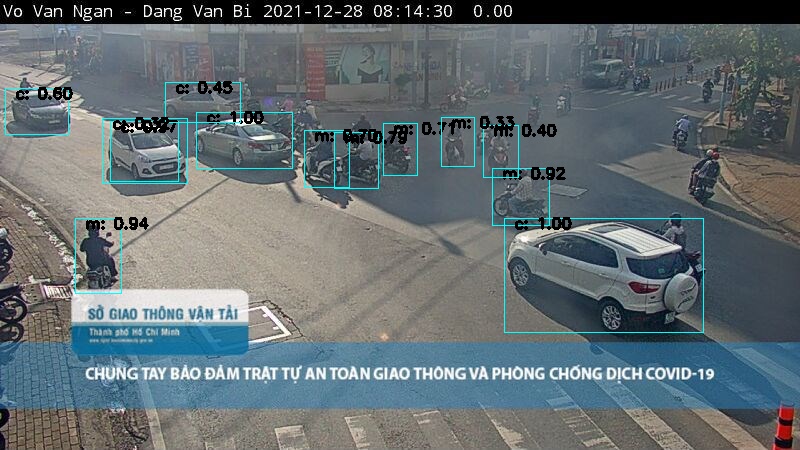 Vo Van Ngan - Dang Van Bi 2021-12-28 08:14:30 0.00
c: 0.45
c: 0.60
c: 1.00
m: 0.33
m: 0.40
m: 0.79
m: 0.92
m: 0.94
c: 1.00
SỞ GIAO THÔNG VẬN TẢI
Thành phố Hồ Chí Minh
CHUNG TAY BẢO ĐẢM TRẬT TỰ AN TOÀN GIAO THÔNG VÀ PHÒNG CHỐNG DỊCH COVID-19